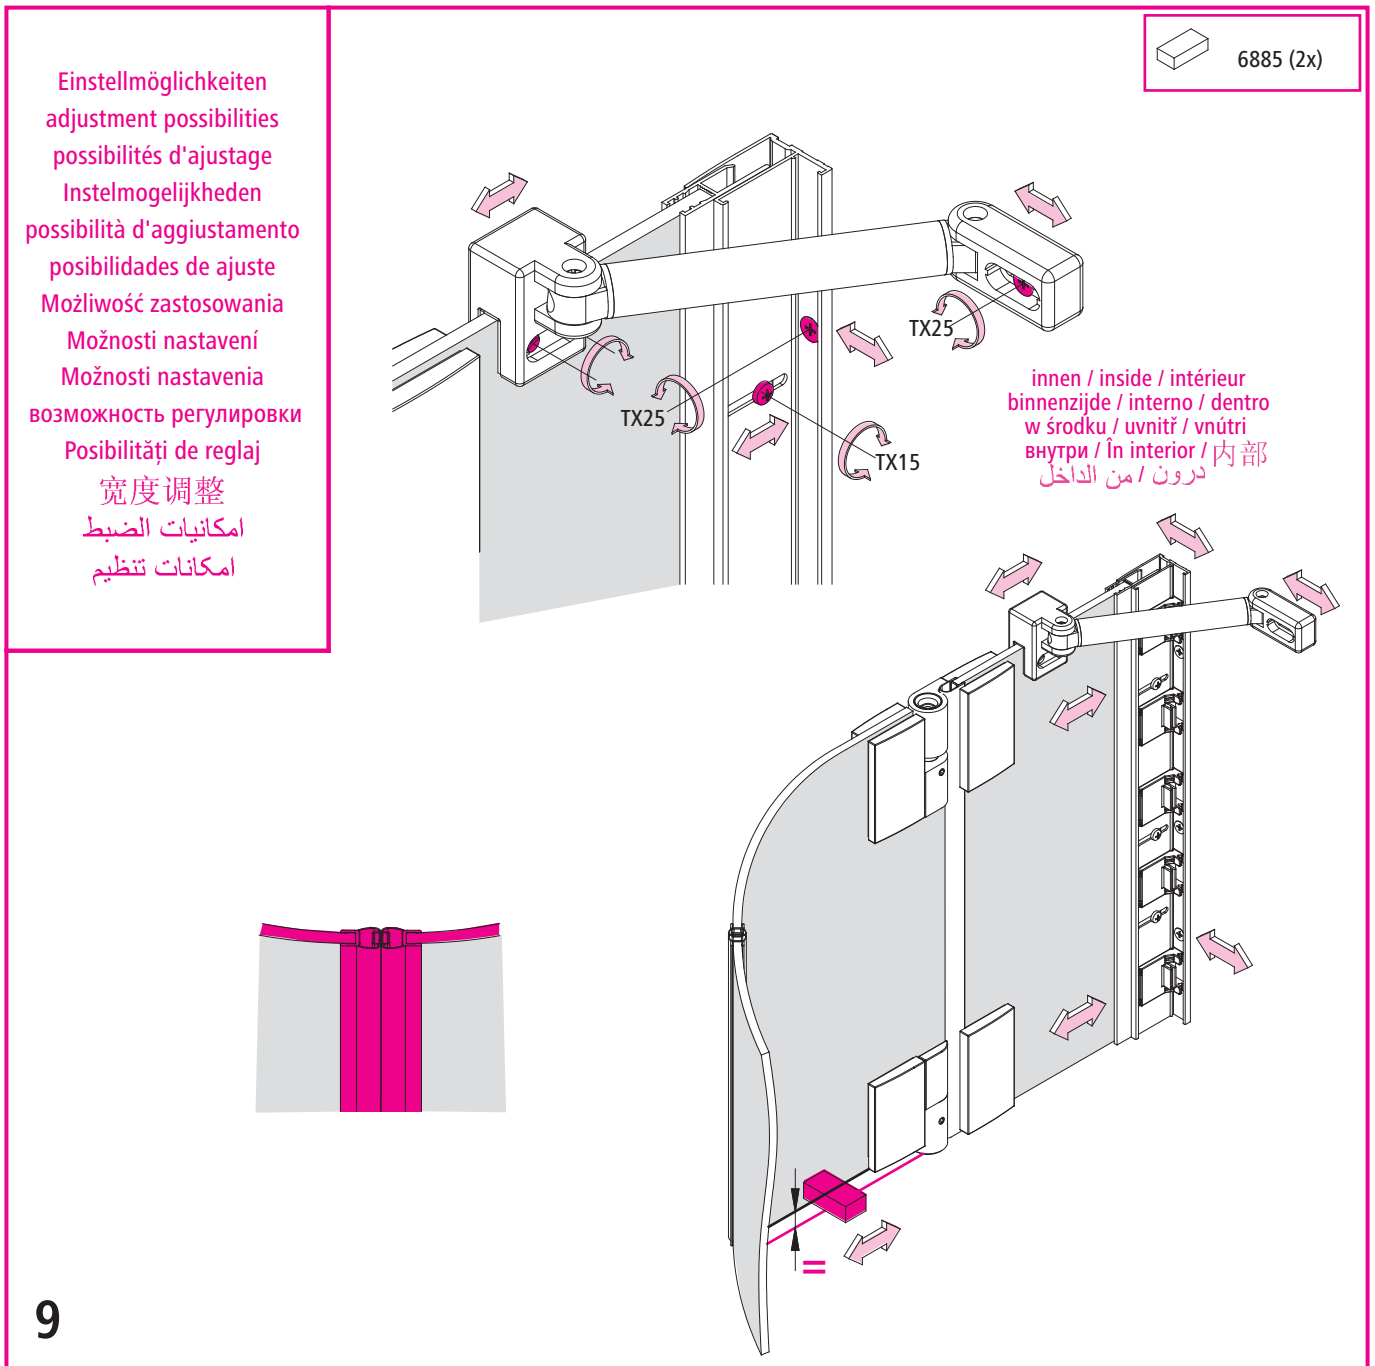 Einstellmöglichkeiten
adjustment possibilities
possibilités d'ajustage
Instelmogelijkheden
possibilità d'aggiustamento
posibilidades de ajuste
Możliwość zastosowania
Možnosti nastavení
Možnosti nastavenia
возможность регулировки
Posibilități de reglaj
宽度调整
امكانيات الضبط
امكانات تنظيم
6885 (2x)
TX25
TX25
TX15
innen / inside / intérieur
binnenzijde / interno / dentro
w środku / uvnitř / vnútri
внутри / În interior / 内部
درون / من الداخل
=
9